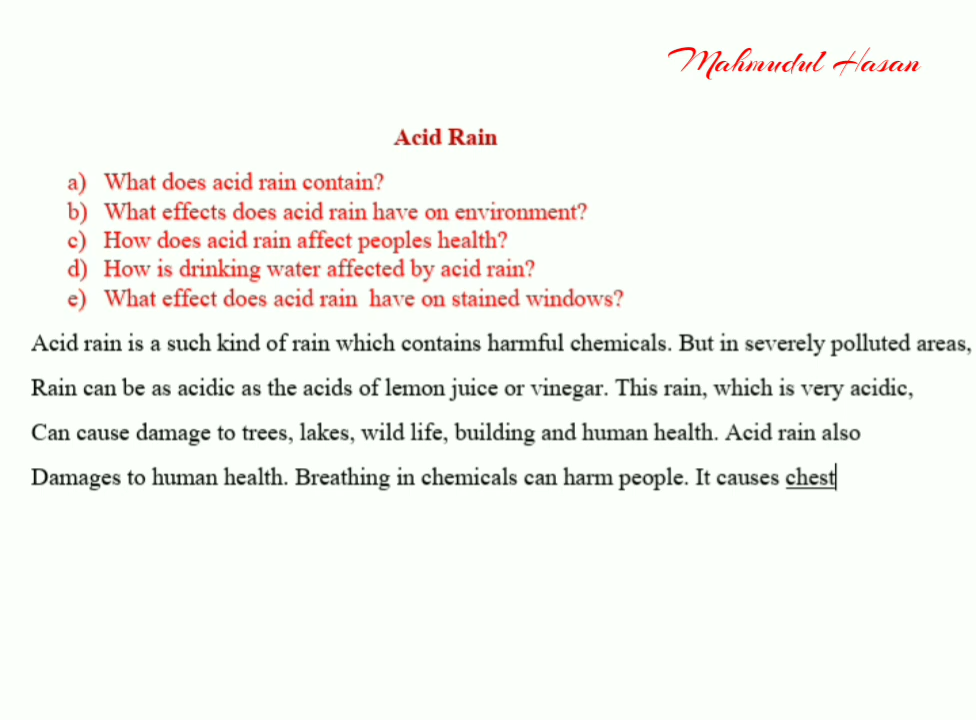 Mahmudul Hasan
Acid Rain
a) What does acid rain contain?
b) What effects does acid rain have on environment?
c) How does acid rain affect peoples health?
d) How is drinking water affected by acid rain?
e) What effect does acid rain have on stained windows?
Acid rain is a such kind of rain which contains harmful chemicals. But in severely polluted areas,
Rain can be as acidic as the acids of lemon juice or vinegar. This rain, which is very acidic,
Can cause damage to trees, lakes, wild life, building and human health. Acid rain also
Damages to human health. Breathing in chemicals can harm people. It causes chest